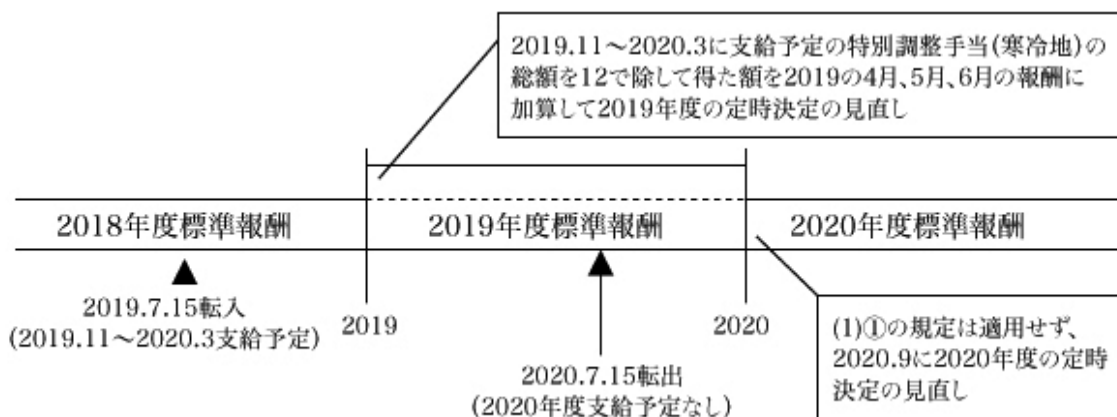 2019.11～2020.3に支給予定の特別調整手当(寒冷地)の
総額を12で除して得た額を2019の4月、5月、6月の報酬に
加算して2019年度の定時決定の見直し
2018年度標準報酬
2019年度標準報酬
2020年度標準報酬
2019.7.15転入
(2019.11～2020.3支給予定)
2019
2020
2020.7.15転出
(2020年度支給予定なし)
(1)①の規定は適用せず、
2020.9に2020年度の定時
決定の見直し